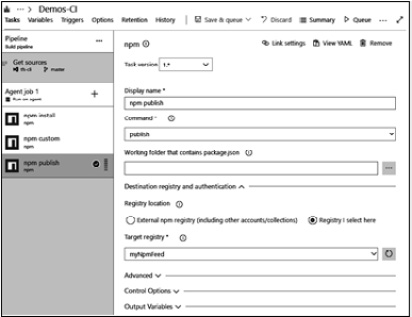 ... > Demos-CI
Tasks Variables Triggers Options Retention History Save & queue Discard Summary Queue ...
Pipeline ...
Build pipeline
Get sources
master
Agent job 1 +
Run on agent
npm install
npm
npm custom
npm
npm publish
npm
npm Link settings View YAML Remove
Task version 1.*
Display name *
npm publish
Command *
publish
Working folder that contains package.json
...
Destination registry and authentication
Registry location
External npm registry (including other accounts/collections) Registry I select here
Target registry *
myNpmFeed
Advanced
Control Options
Output Variables